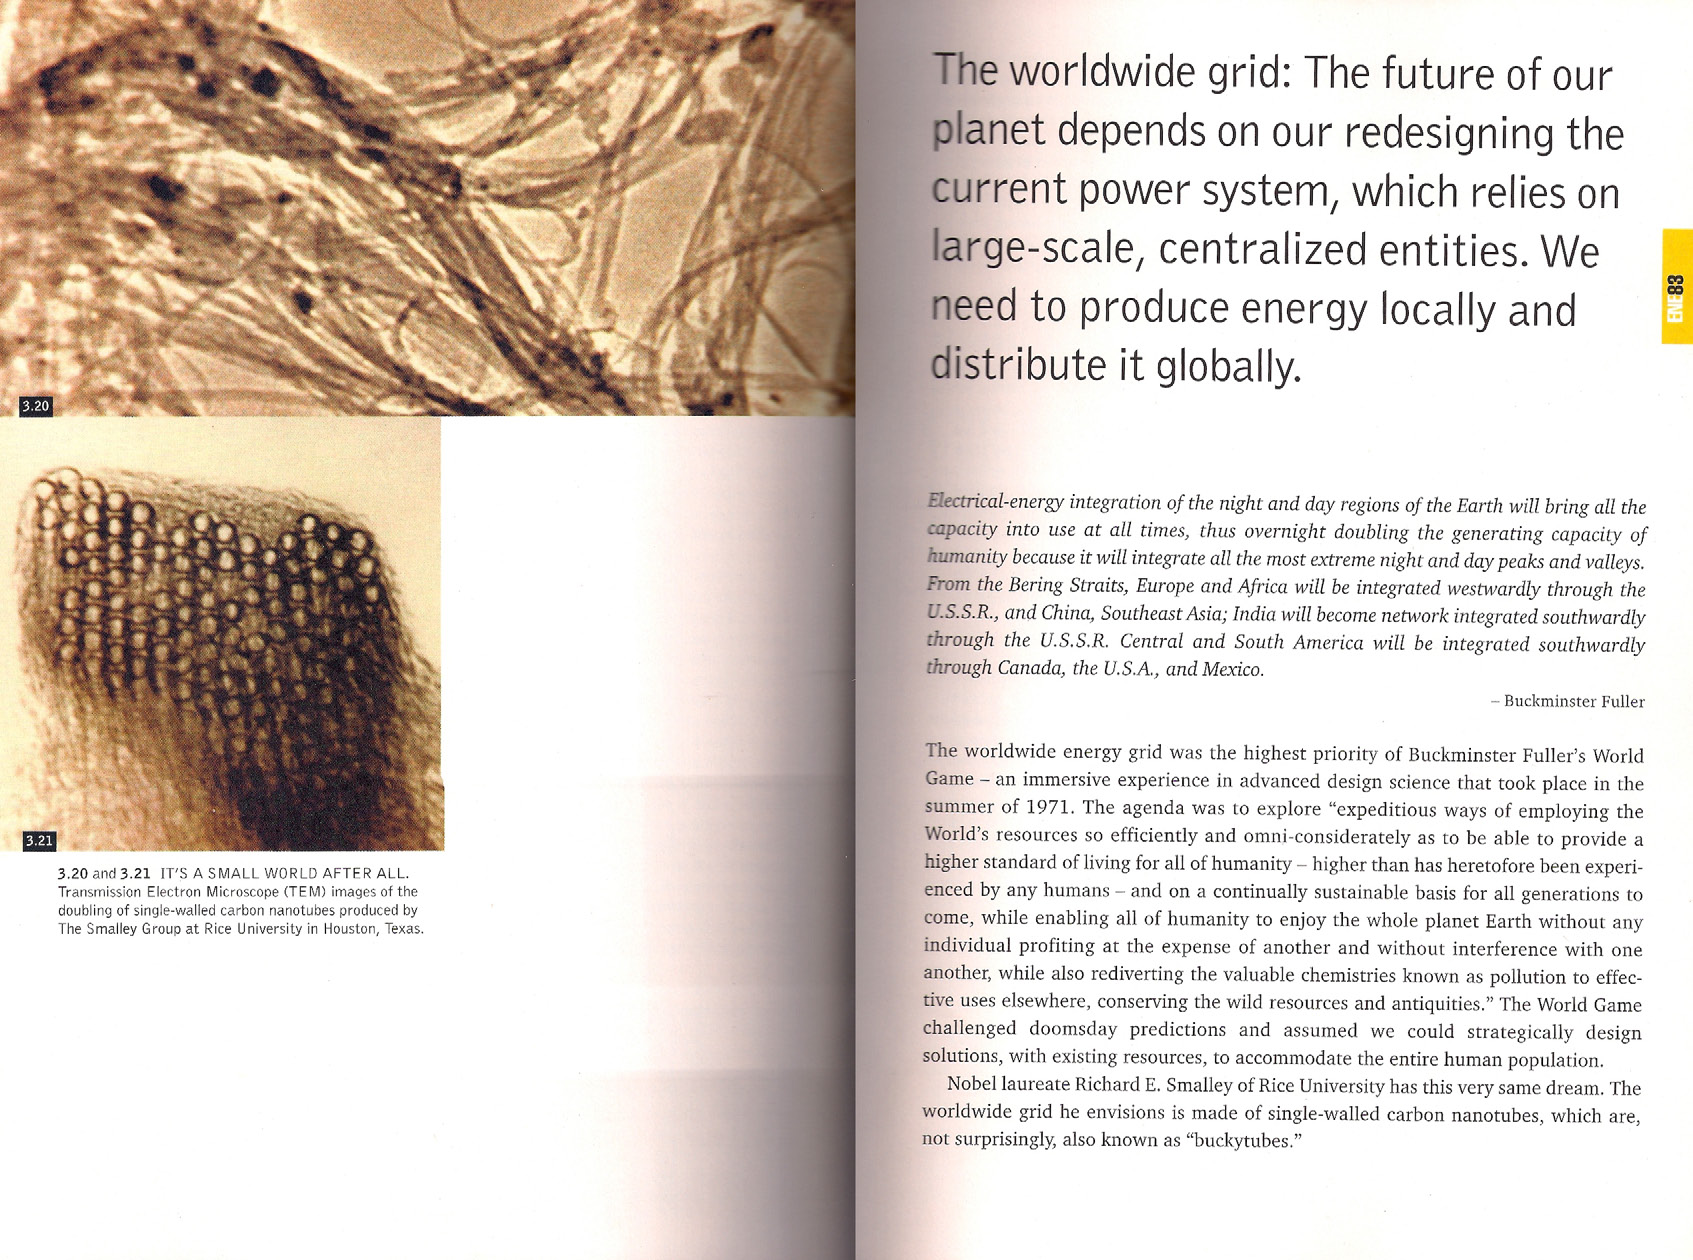 3.20
3.21
3.20 and 3.21 IT'S A SMALL WORLD AFTER ALL.
Transmission Electron Microscope (TEM) images of the
doubling of single-walled carbon nanotubes produced by
The Smalley Group at Rice University in Houston, Texas.
The worldwide grid: The future of our
planet depends on our redesigning the
current power system, which relies on
large-scale, centralized entities. We
need to produce energy locally and
distribute it globally.
ENE83
Electrical-energy integration of the night and day regions of the Earth will bring all the
capacity into use at all times, thus overnight doubling the generating capacity of
humanity because it will integrate all the most extreme night and day peaks and valleys.
From the Bering Straits, Europe and Africa will be integrated westwardly through the
U.S.S.R., and China, Southeast Asia; India will become network integrated southwardly
through the U.S.S.R. Central and South America will be integrated southwardly
through Canada, the U.S.A., and Mexico.
– Buckminster Fuller
The worldwide energy grid was the highest priority of Buckminster Fuller's World
Game – an immersive experience in advanced design science that took place in the
summer of 1971. The agenda was to explore “expeditious ways of employing the
World's resources so efficiently and omni-considerately as to be able to provide a
higher standard of living for all of humanity – higher than has heretofore been experi-
enced by any humans – and on a continually sustainable basis for all generations to
come, while enabling all of humanity to enjoy the whole planet Earth without any
individual profiting at the expense of another and without interference with one
another, while also rediverting the valuable chemistries known as pollution to effec-
tive uses elsewhere, conserving the wild resources and antiquities.” The World Game
challenged doomsday predictions and assumed we could strategically design
solutions, with existing resources, to accommodate the entire human population.
Nobel laureate Richard E. Smalley of Rice University has this very same dream. The
worldwide grid he envisions is made of single-walled carbon nanotubes, which are,
not surprisingly, also known as “buckytubes.”